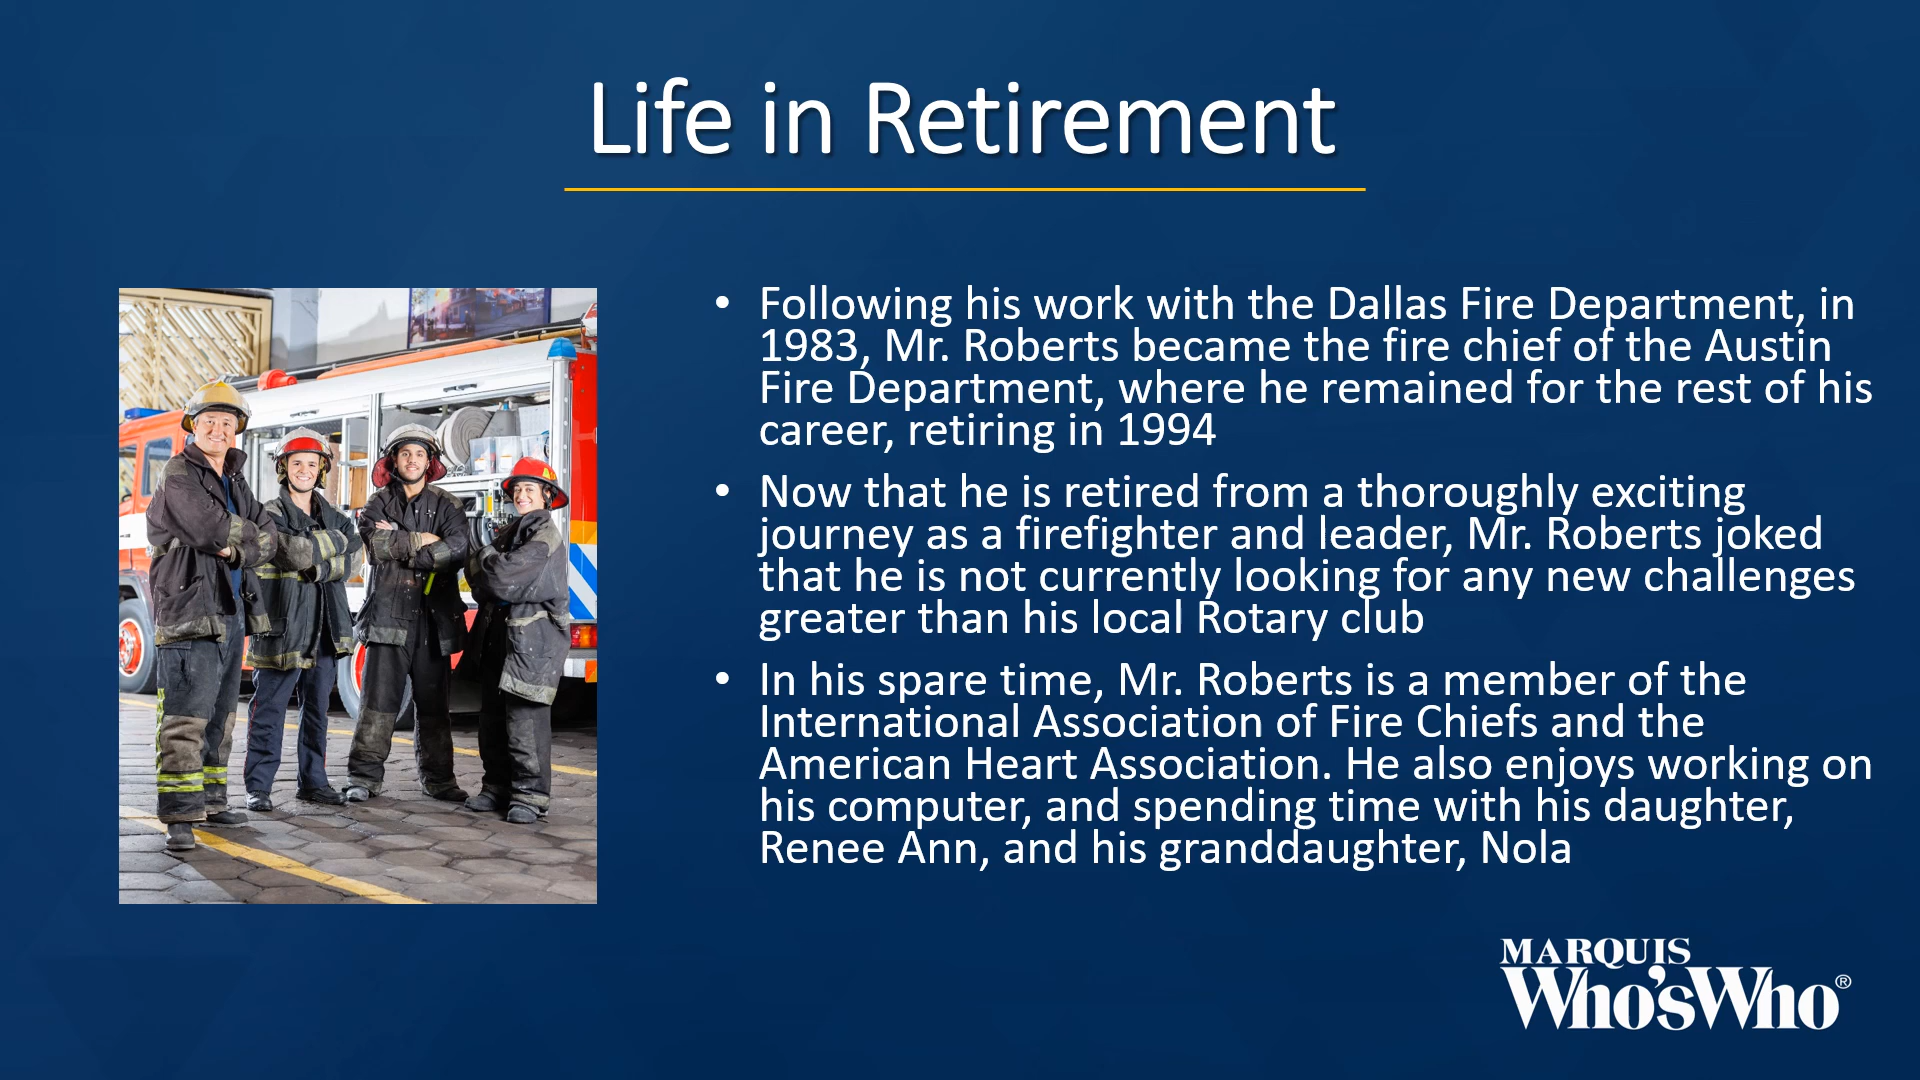 Life in Retirement
• Following his work with the Dallas Fire Department, in
1983, Mr. Roberts became the fire chief of the Austin
Fire Department, where he remained for the rest of his
career, retiring in 1994
• Now that he is retired from a thoroughly exciting
journey as a firefighter and leader, Mr. Roberts joked
that he is not currently looking for any new challenges
greater than his local Rotary club
• In his spare time, Mr. Roberts is a member of the
International Association of Fire Chiefs and the
American Heart Association. He also enjoys working on
his computer, and spending time with his daughter,
Renee Ann, and his granddaughter, Nola
MARQUIS
Who'sWho®